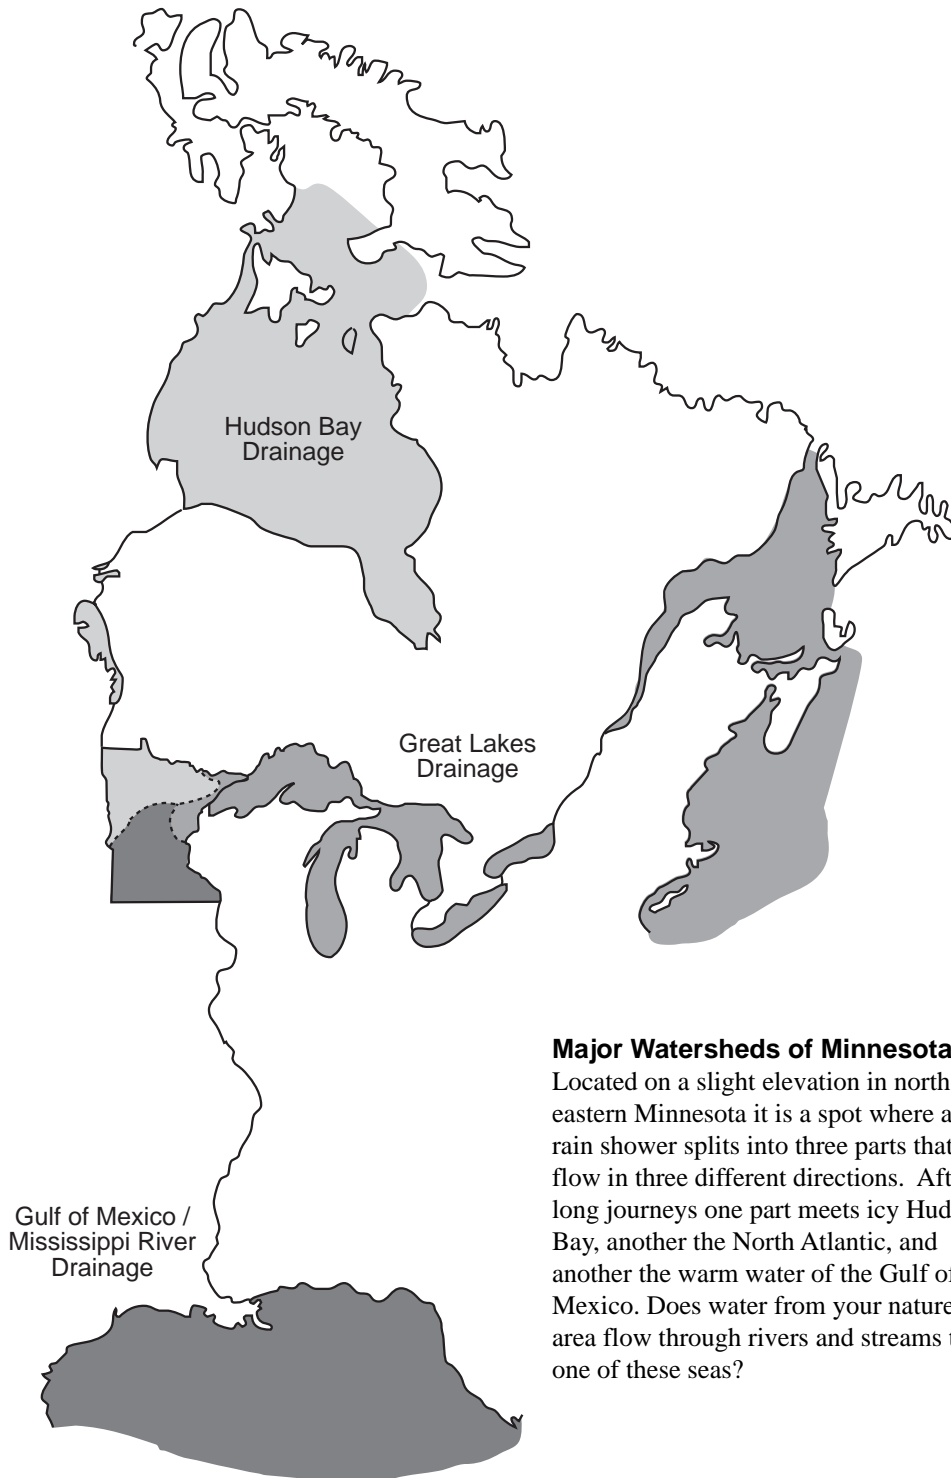 Hudson Bay
Drainage
Great Lakes
Drainage
Gulf of Mexico /
Mississippi River
Drainage
Major Watersheds of Minnesota
Located on a slight elevation in north
eastern Minnesota it is a spot where a
rain shower splits into three parts that
flow in three different directions. Aft
long journeys one part meets icy Hud
Bay, another the North Atlantic, and
another the warm water of the Gulf of
Mexico. Does water from your nature
area flow through rivers and streams t
one of these seas?